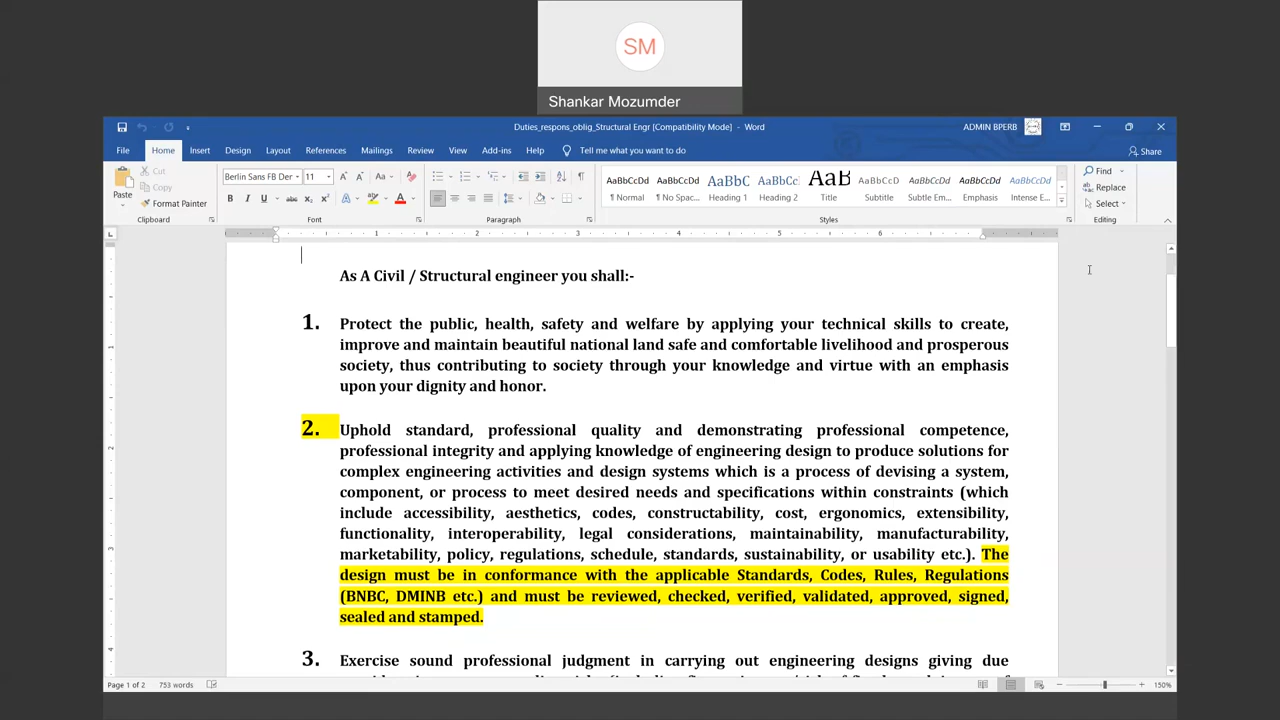 SM
Shankar Mozumder
Duties_respons_oblig_Structural Engr [Compatibility Mode] - Word
ADMIN BPERB
File Home Insert Design Layout References Mailings Review View Add-ins Help Tell me what you want to do
Share
Paste
Cut
Copy
Format Painter
Clipboard
Berlin Sans FB Der 11
Font
Paragraph
AaBbCcDd AaBbCcDd AaBbC AaBbCc AaB AaBbCcDd AaBbCcDd AaBbCcDd AaBbCcDd
¶ Normal ¶ No Spac... Heading 1 Heading 2 Title Subtitle Subtle Em... Emphasis Intense E...
Styles
Find
Replace
Select
Editing
1 2 3 4 5 6
As A Civil / Structural engineer you shall:-
1. Protect the public, health, safety and welfare by applying your technical skills to create,
improve and maintain beautiful national land safe and comfortable livelihood and prosperous
society, thus contributing to society through your knowledge and virtue with an emphasis
upon your dignity and honor.
2. Uphold standard, professional quality and demonstrating professional competence,
professional integrity and applying knowledge of engineering design to produce solutions for
complex engineering activities and design systems which is a process of devising a system,
component, or process to meet desired needs and specifications within constraints (which
include accessibility, aesthetics, codes, constructability, cost, ergonomics, extensibility,
functionality, interoperability, legal considerations, maintainability, manufacturability,
marketability, policy, regulations, schedule, standards, sustainability, or usability etc.). The
design must be in conformance with the applicable Standards, Codes, Rules, Regulations
(BNBC, DMINB etc.) and must be reviewed, checked, verified, validated, approved, signed,
sealed and stamped.
3. Exercise sound professional judgment in carrying out engineering designs giving due
Page 1 of 2 753 words
150%